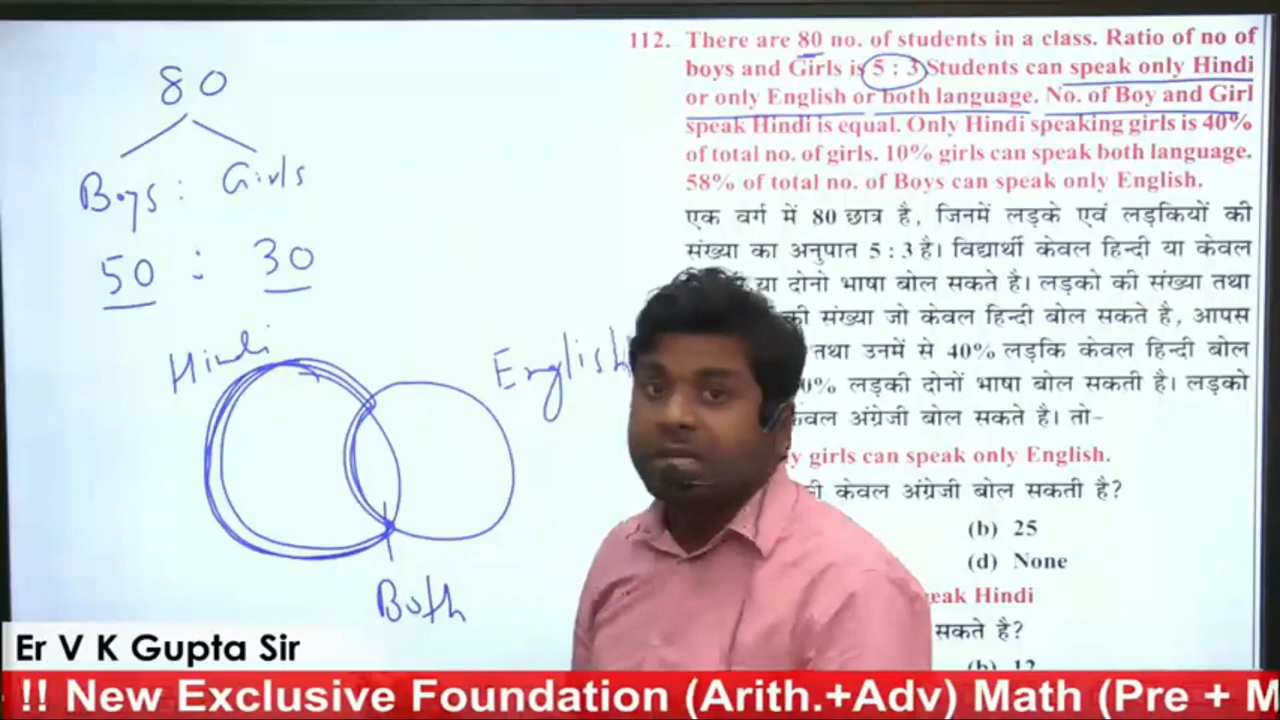 80
Boys : Girls
50 : 30
Hindi
English
Both
112. There are 80 no. of students in a class. Ratio of no of
boys and Girls is 5 : 3 Students can speak only Hindi
or only English or both language. No. of Boy and Girl
speak Hindi is equal. Only Hindi speaking girls is 40%
of total no. of girls. 10% girls can speak both language.
58% of total no. of Boys can speak only English.
एक वर्ग में 80 छात्र है, जिनमें लड़के एवं लड़कियों की
संख्या का अनुपात 5 : 3 है। विद्यार्थी केवल हिन्दी या केवल
या दोनो भाषा बोल सकते है। लड़को की संख्या तथा
की संख्या जो केवल हिन्दी बोल सकते है, आपस
तथा उनमें से 40% लड़कि केवल हिन्दी बोल
लड़की दोनों भाषा बोल सकती है। लड़को
केवल अंग्रेजी बोल सकते है। तो-
girls can speak only English.
केवल अंग्रेजी बोल सकती है?
(b) 25
(d) None
Hindi
सकते है?
(b) 12
Er V K Gupta Sir
!! New Exclusive Foundation (Arith.+Adv) Math (Pre + M